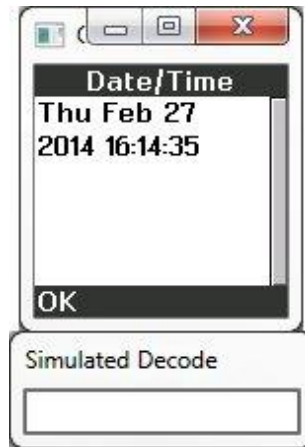 Date/Time
Thu Feb 27
2014 16:14:35
OK
Simulated Decode